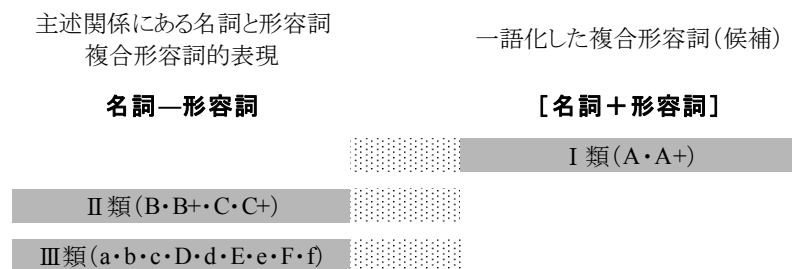 主述関係にある名詞と形容詞
複合形容詞的表現
一語化した複合形容詞（候補）
名詞―形容詞
［名詞＋形容詞］
Ⅰ類（A・A+）
Ⅱ類（B・B+・C・C+）
Ⅲ類（a・b・c・D・d・E・e・F・f）